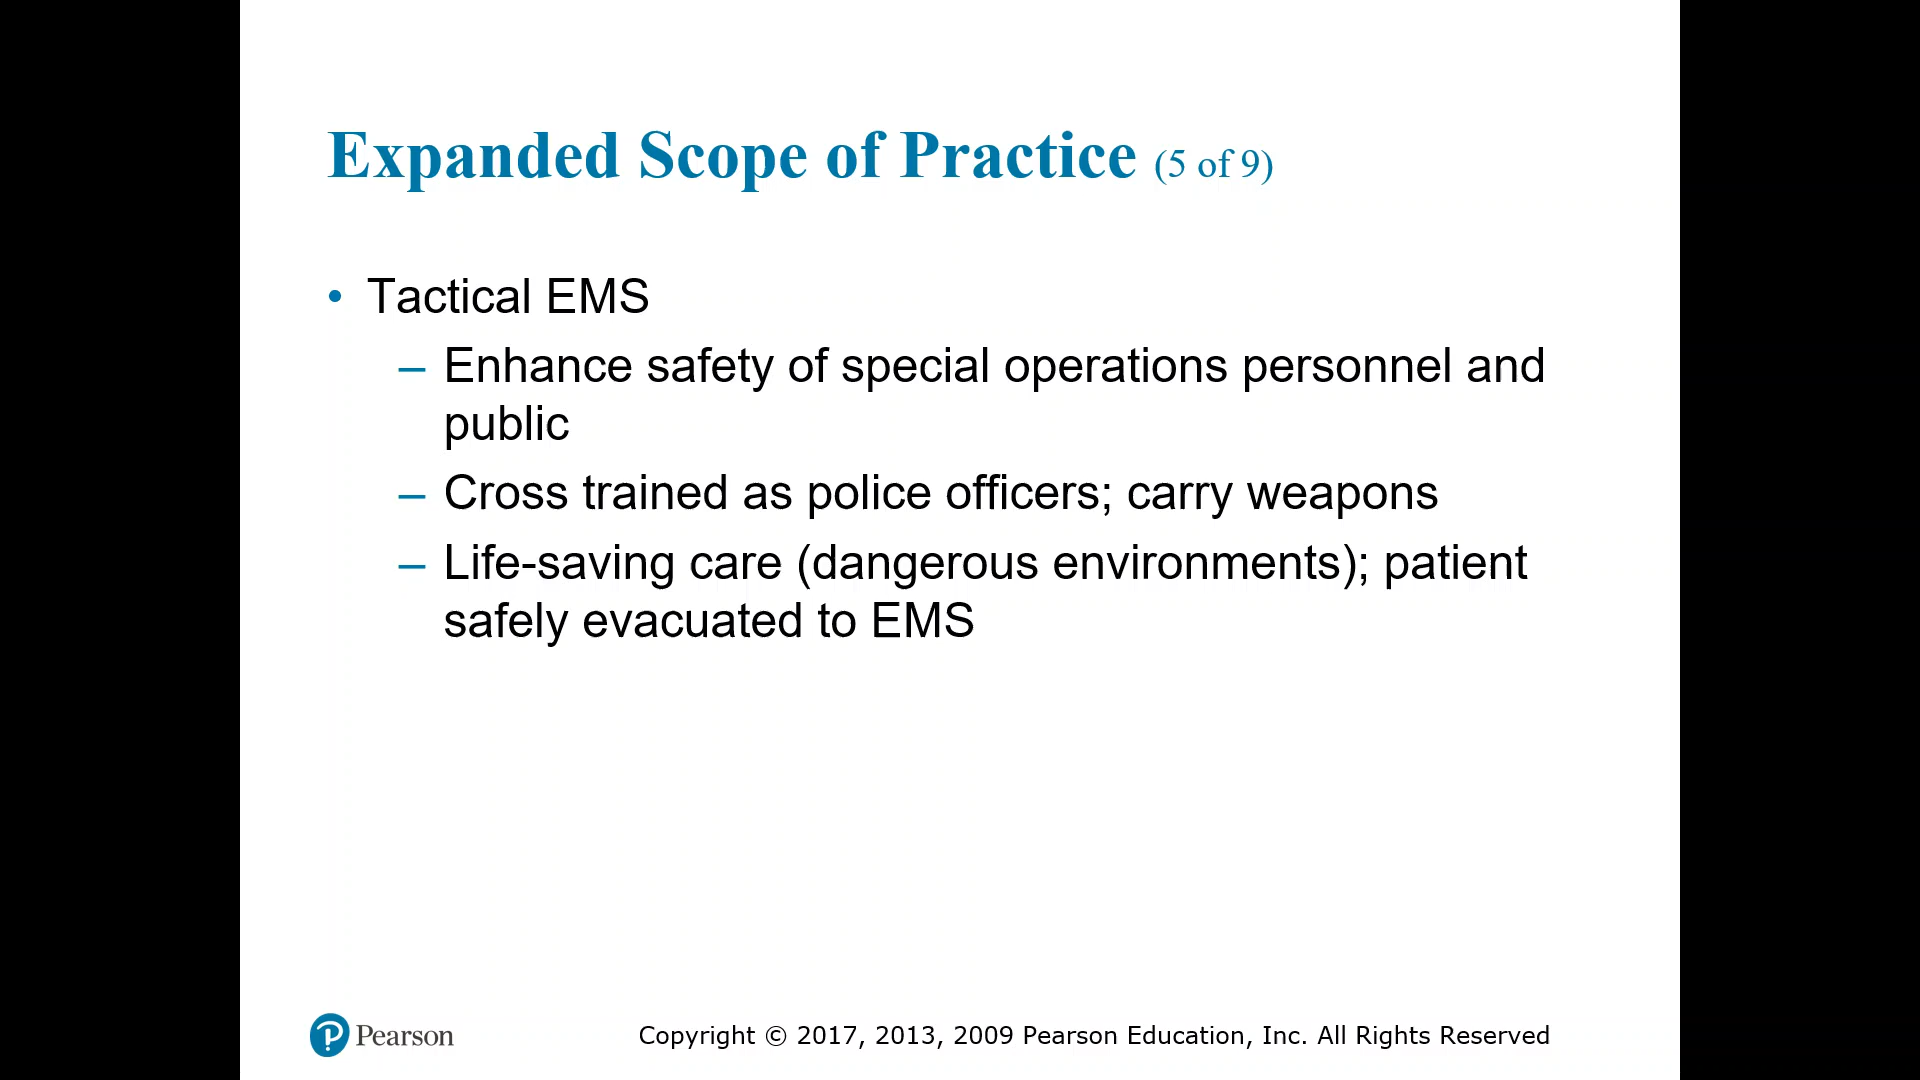 Expanded Scope of Practice (5 of 9)
• Tactical EMS
– Enhance safety of special operations personnel and
public
– Cross trained as police officers; carry weapons
– Life-saving care (dangerous environments); patient
safely evacuated to EMS
Pearson
Copyright © 2017, 2013, 2009 Pearson Education, Inc. All Rights Reserved